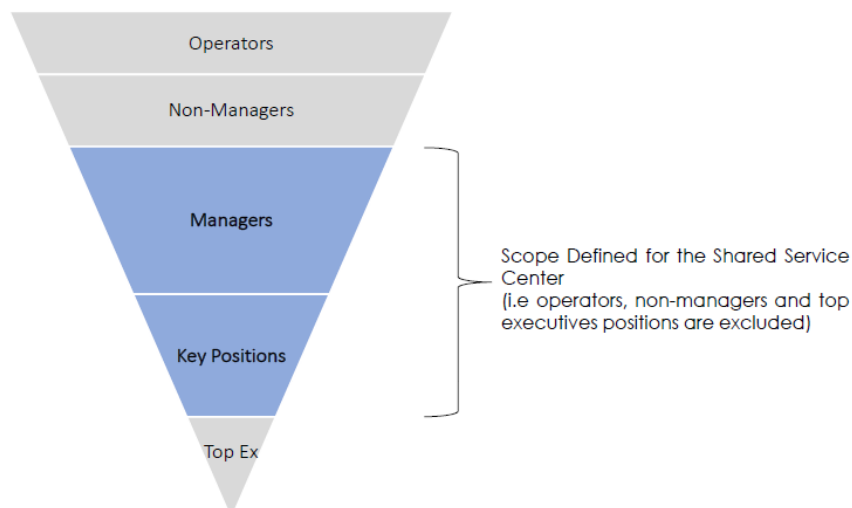 Operators
Non-Managers
Managers
Key Positions
Top Ex
Scope Defined for the Shared Service
Center
(i.e operators, non-managers and top
executives positions are excluded)